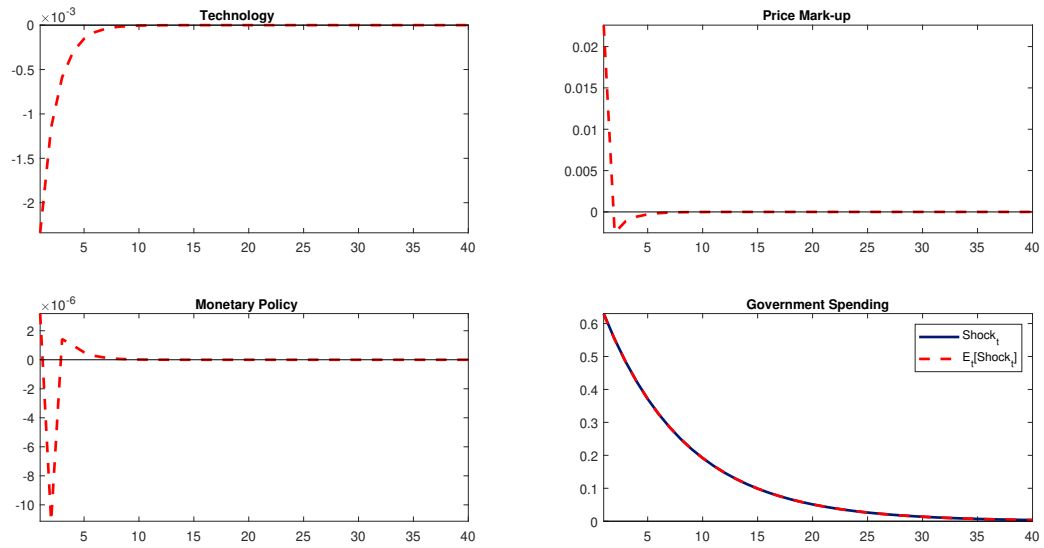 Technology
×10⁻³
0
-0.5
-1
-1.5
-2
5 10 15 20 25 30 35 40
Price Mark-up
0.02
0.015
0.01
0.005
0
5 10 15 20 25 30 35 40
Monetary Policy
×10⁻⁶
2
0
-2
-4
-6
-8
-10
5 10 15 20 25 30 35 40
Government Spending
0.6
0.5
0.4
0.3
0.2
0.1
0
5 10 15 20 25 30 35 40
Shock_t
E_t[Shock_t]